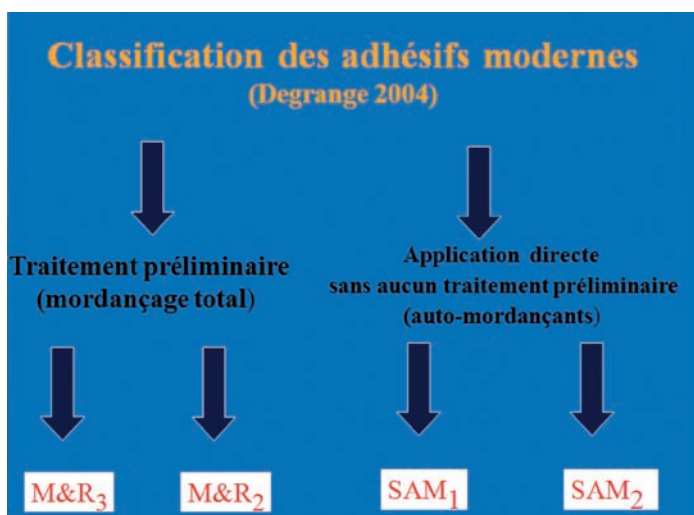 Classification des adhésifs modernes
(Degrange 2004)
Traitement préliminaire
(mordançage total)
Application directe
sans aucun traitement préliminaire
(auto-mordançants)
M&R₃
M&R₂
SAM₁
SAM₂